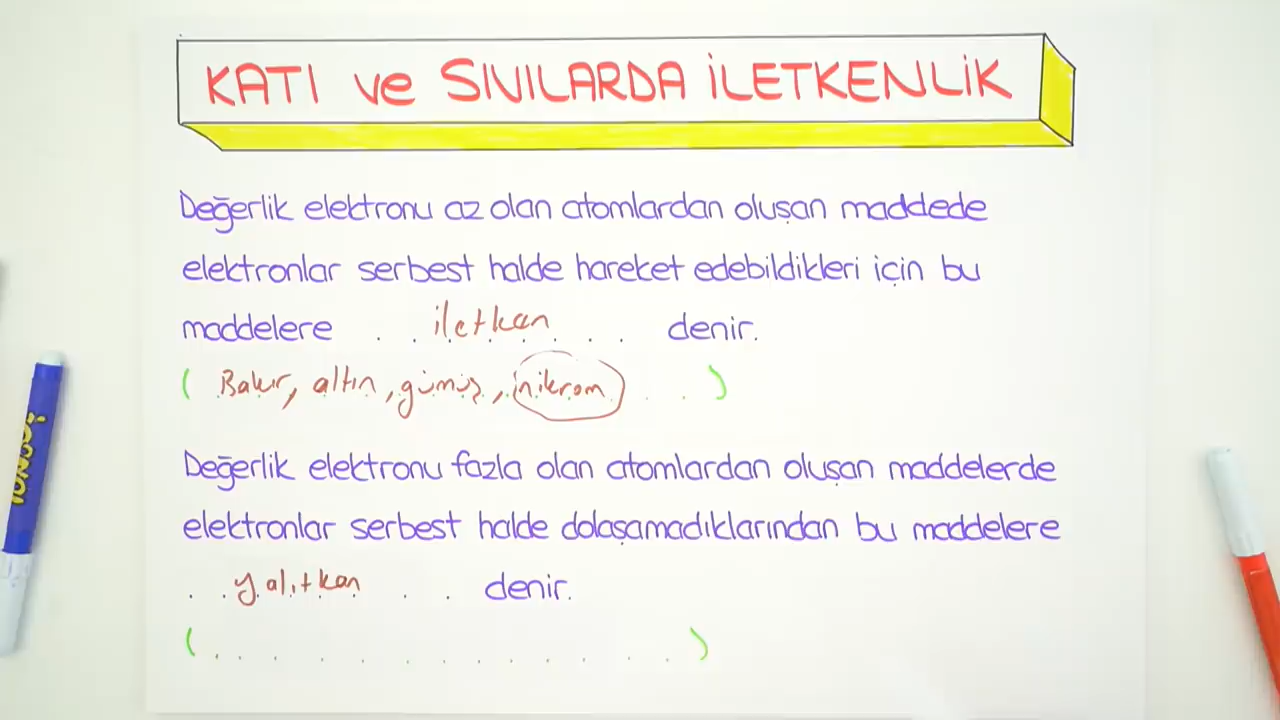 KATI ve SIVILARDA İLETKENLİK
Değerlik elektronu az olan atomlardan oluşan maddede
elektronlar serbest halde hareket edebildikleri için bu
maddelere . . iletken . . . denir.
( Bakır, altın, gümüş, nikrom . . )
Değerlik elektronu fazla olan atomlardan oluşan maddelerde
elektronlar serbest halde dolaşamadıklarından bu maddelere
. . yalıtkan . . denir.
( . . . . . . . . . . . . )